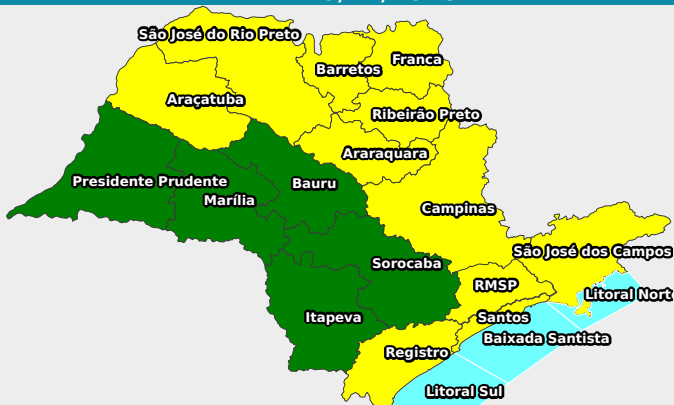 São José do Rio Preto
Franca
Barretos
Araçatuba
Ribeirão Preto
Araraquara
Presidente Prudente
Bauru
Marília
Campinas
São José dos Campos
Sorocaba
RMSP
Litoral Nort
Itapeva
Santos
Baixada Santista
Registro
Litoral Sul